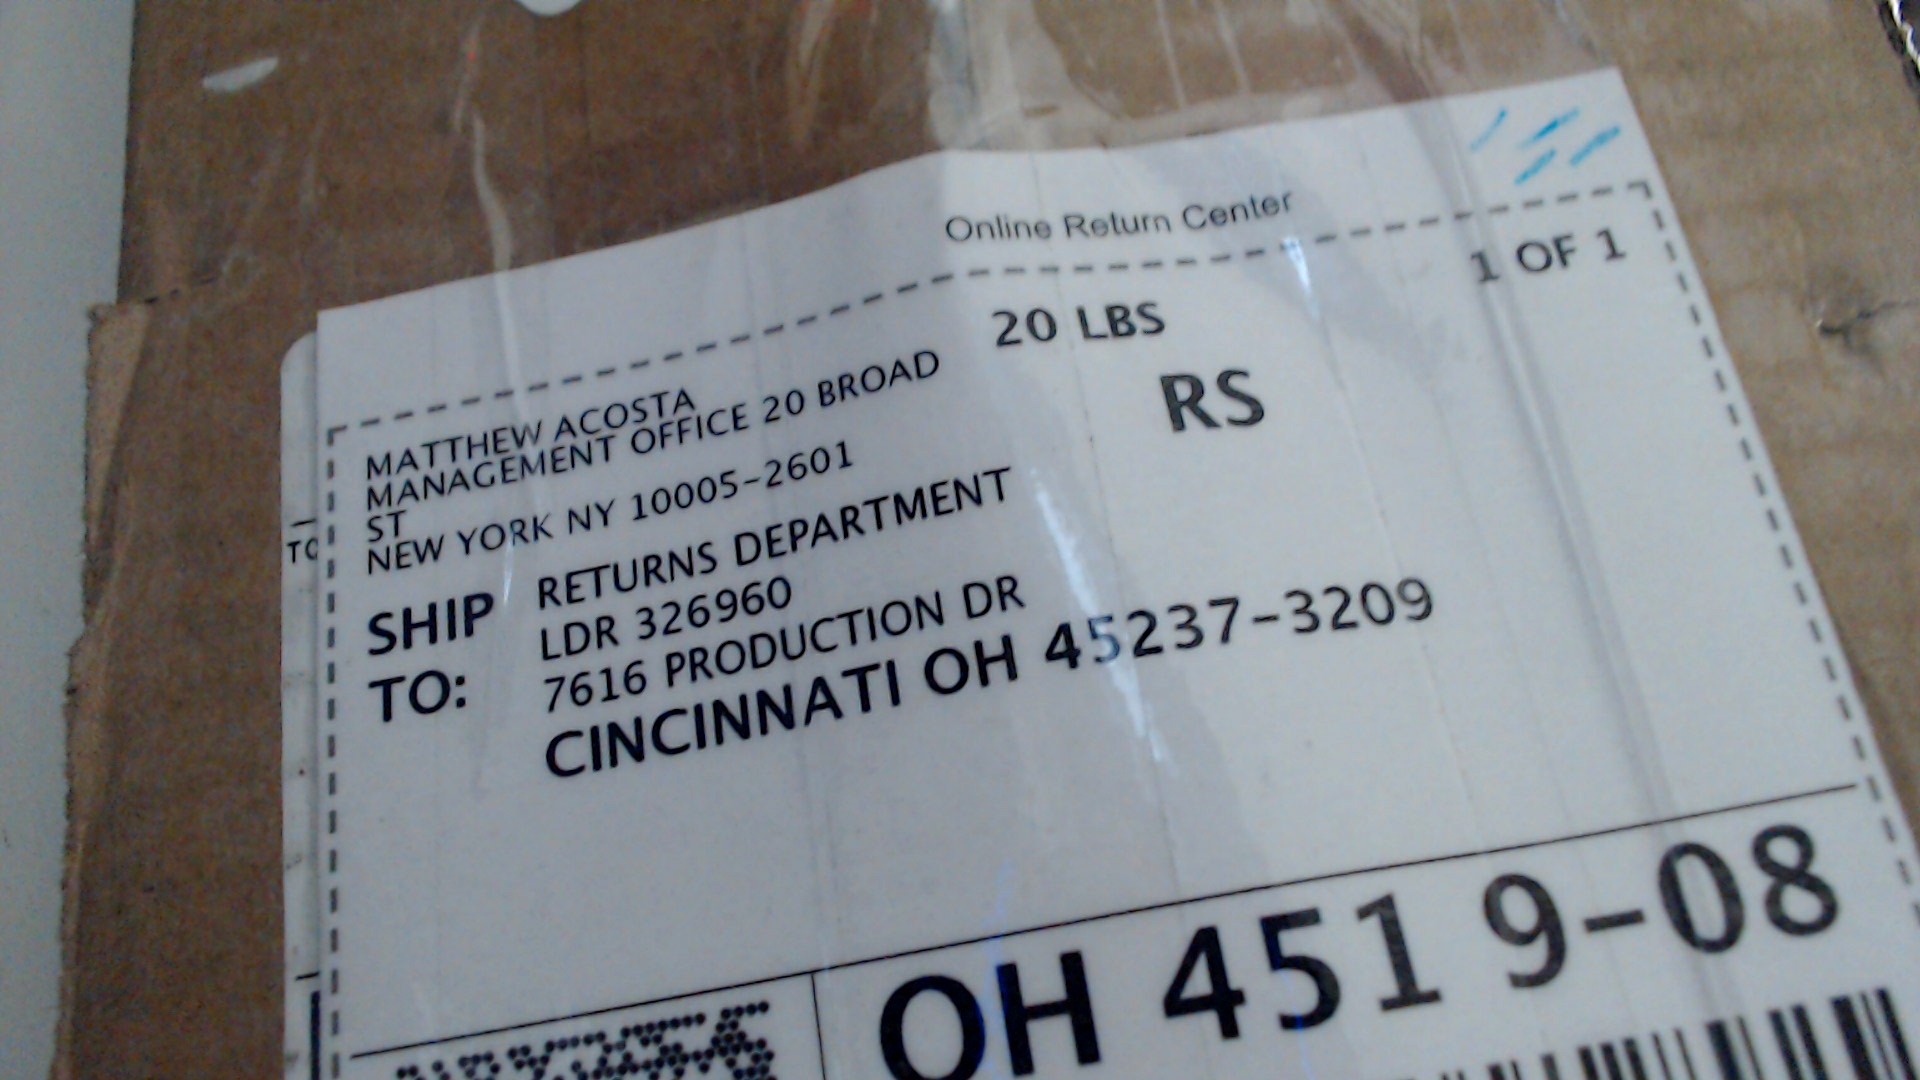 Online Return Center
1 OF 1
20 LBS
RS
MATTHEW ACOSTA
MANAGEMENT OFFICE 20 BROAD
ST
NEW YORK NY 10005-2601
SHIP TO:
RETURNS DEPARTMENT
LDR 326960
7616 PRODUCTION DR
CINCINNATI OH 45237-3209
OH 451 9-08
TO